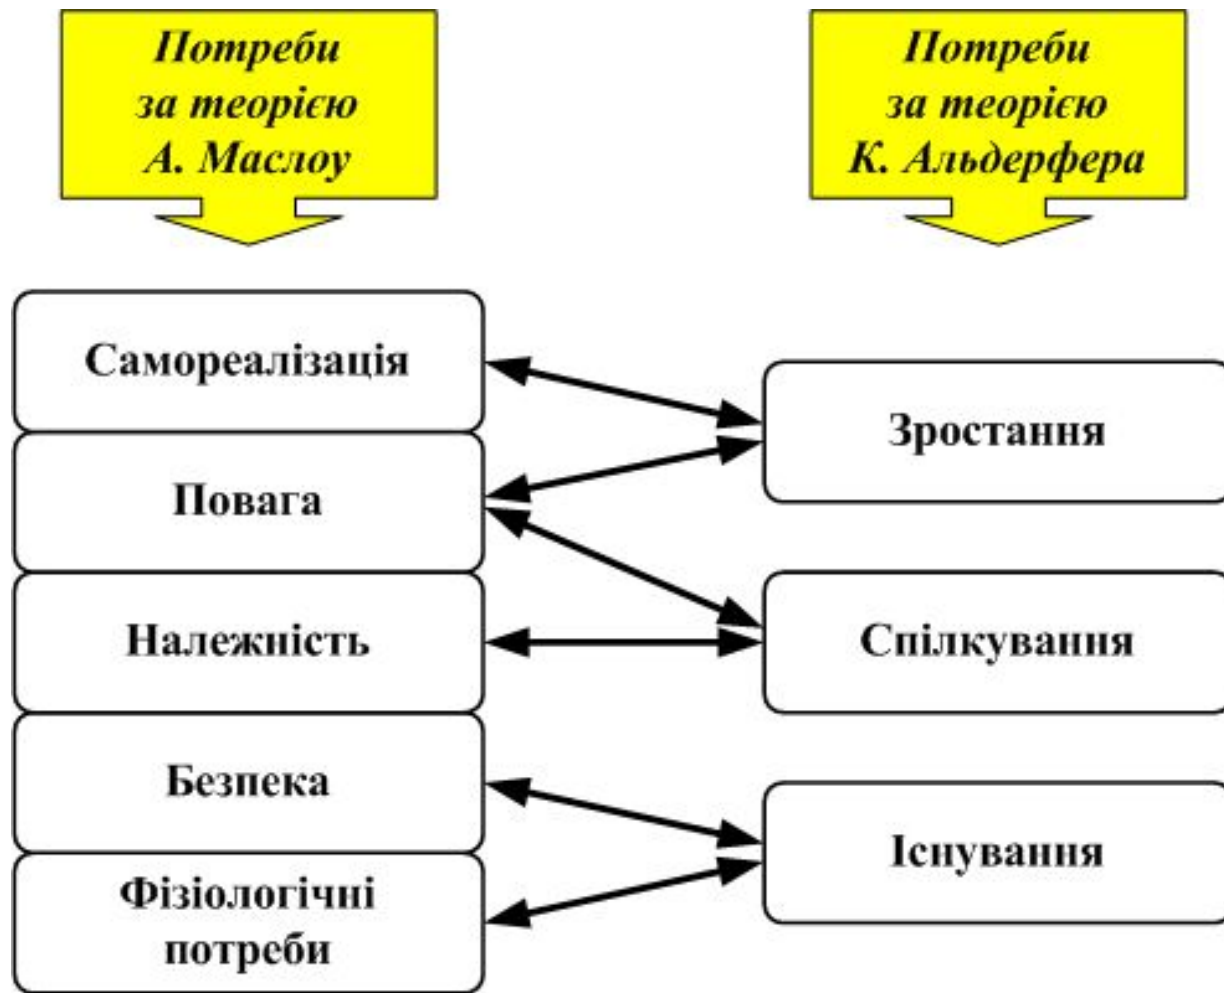 Потреби
за теорією
А. Маслоу
Потреби
за теорією
К. Альдерфера
Самореалізація
Повага
Належність
Безпека
Фізіологічні
потреби
Зростання
Спілкування
Існування